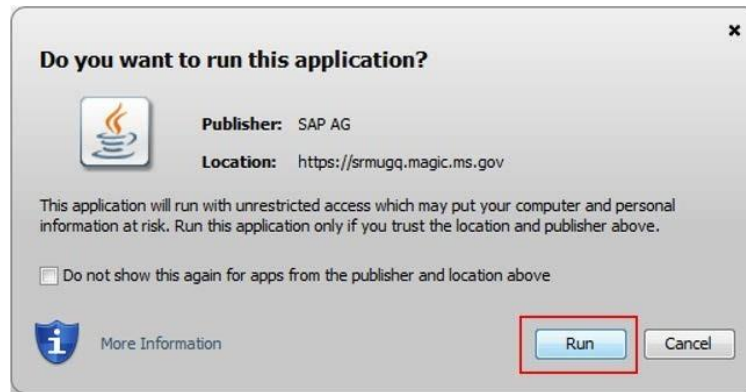 Do you want to run this application?
Publisher: SAP AG
Location: https://srmugq.magic.ms.gov
This application will run with unrestricted access which may put your computer and personal
information at risk. Run this application only if you trust the location and publisher above.
Do not show this again for apps from the publisher and location above
More Information
Run
Cancel